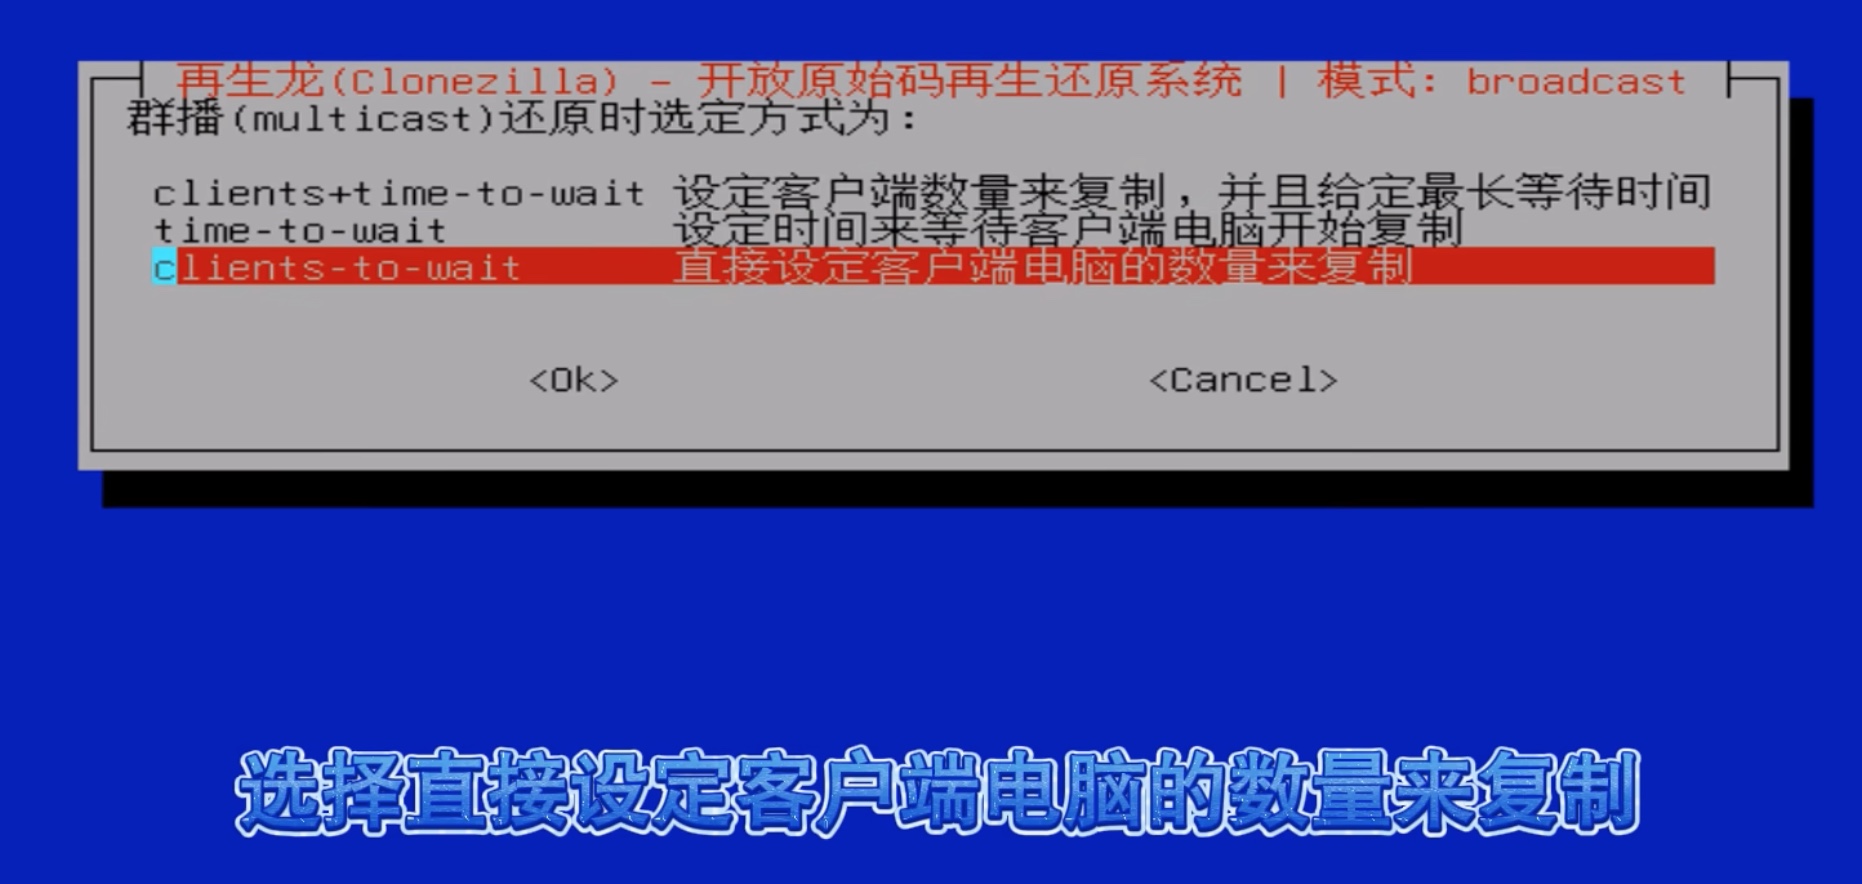 再生龙(Clonezilla) - 开放原始码再生还原系统 | 模式: broadcast
群播(multicast)还原时选定方式为:
clients+time-to-wait 设定客户端数量来复制,并且给定最长等待时间
time-to-wait 设定时间来等待客户端电脑开始复制
clients-to-wait 直接设定客户端电脑的数量来复制
<Ok> <Cancel>
选择直接设定客户端电脑的数量来复制